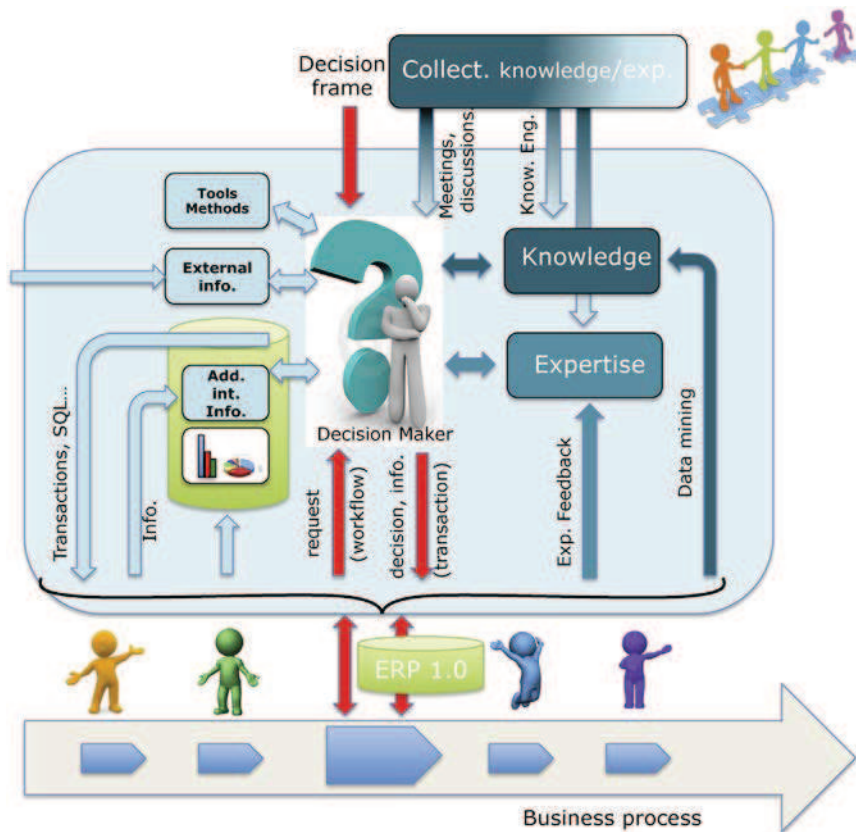 Decision
frame
Collect. knowledge/exp.
Meetings,
discussions.
Know. Eng.
Tools
Methods
External
info.
Knowledge
Add.
int.
Info.
Expertise
Decision Maker
Transactions, SQL...
Info.
request
(workflow)
decision, info.
(transaction)
Exp. Feedback
Data mining
ERP 1.0
Business process